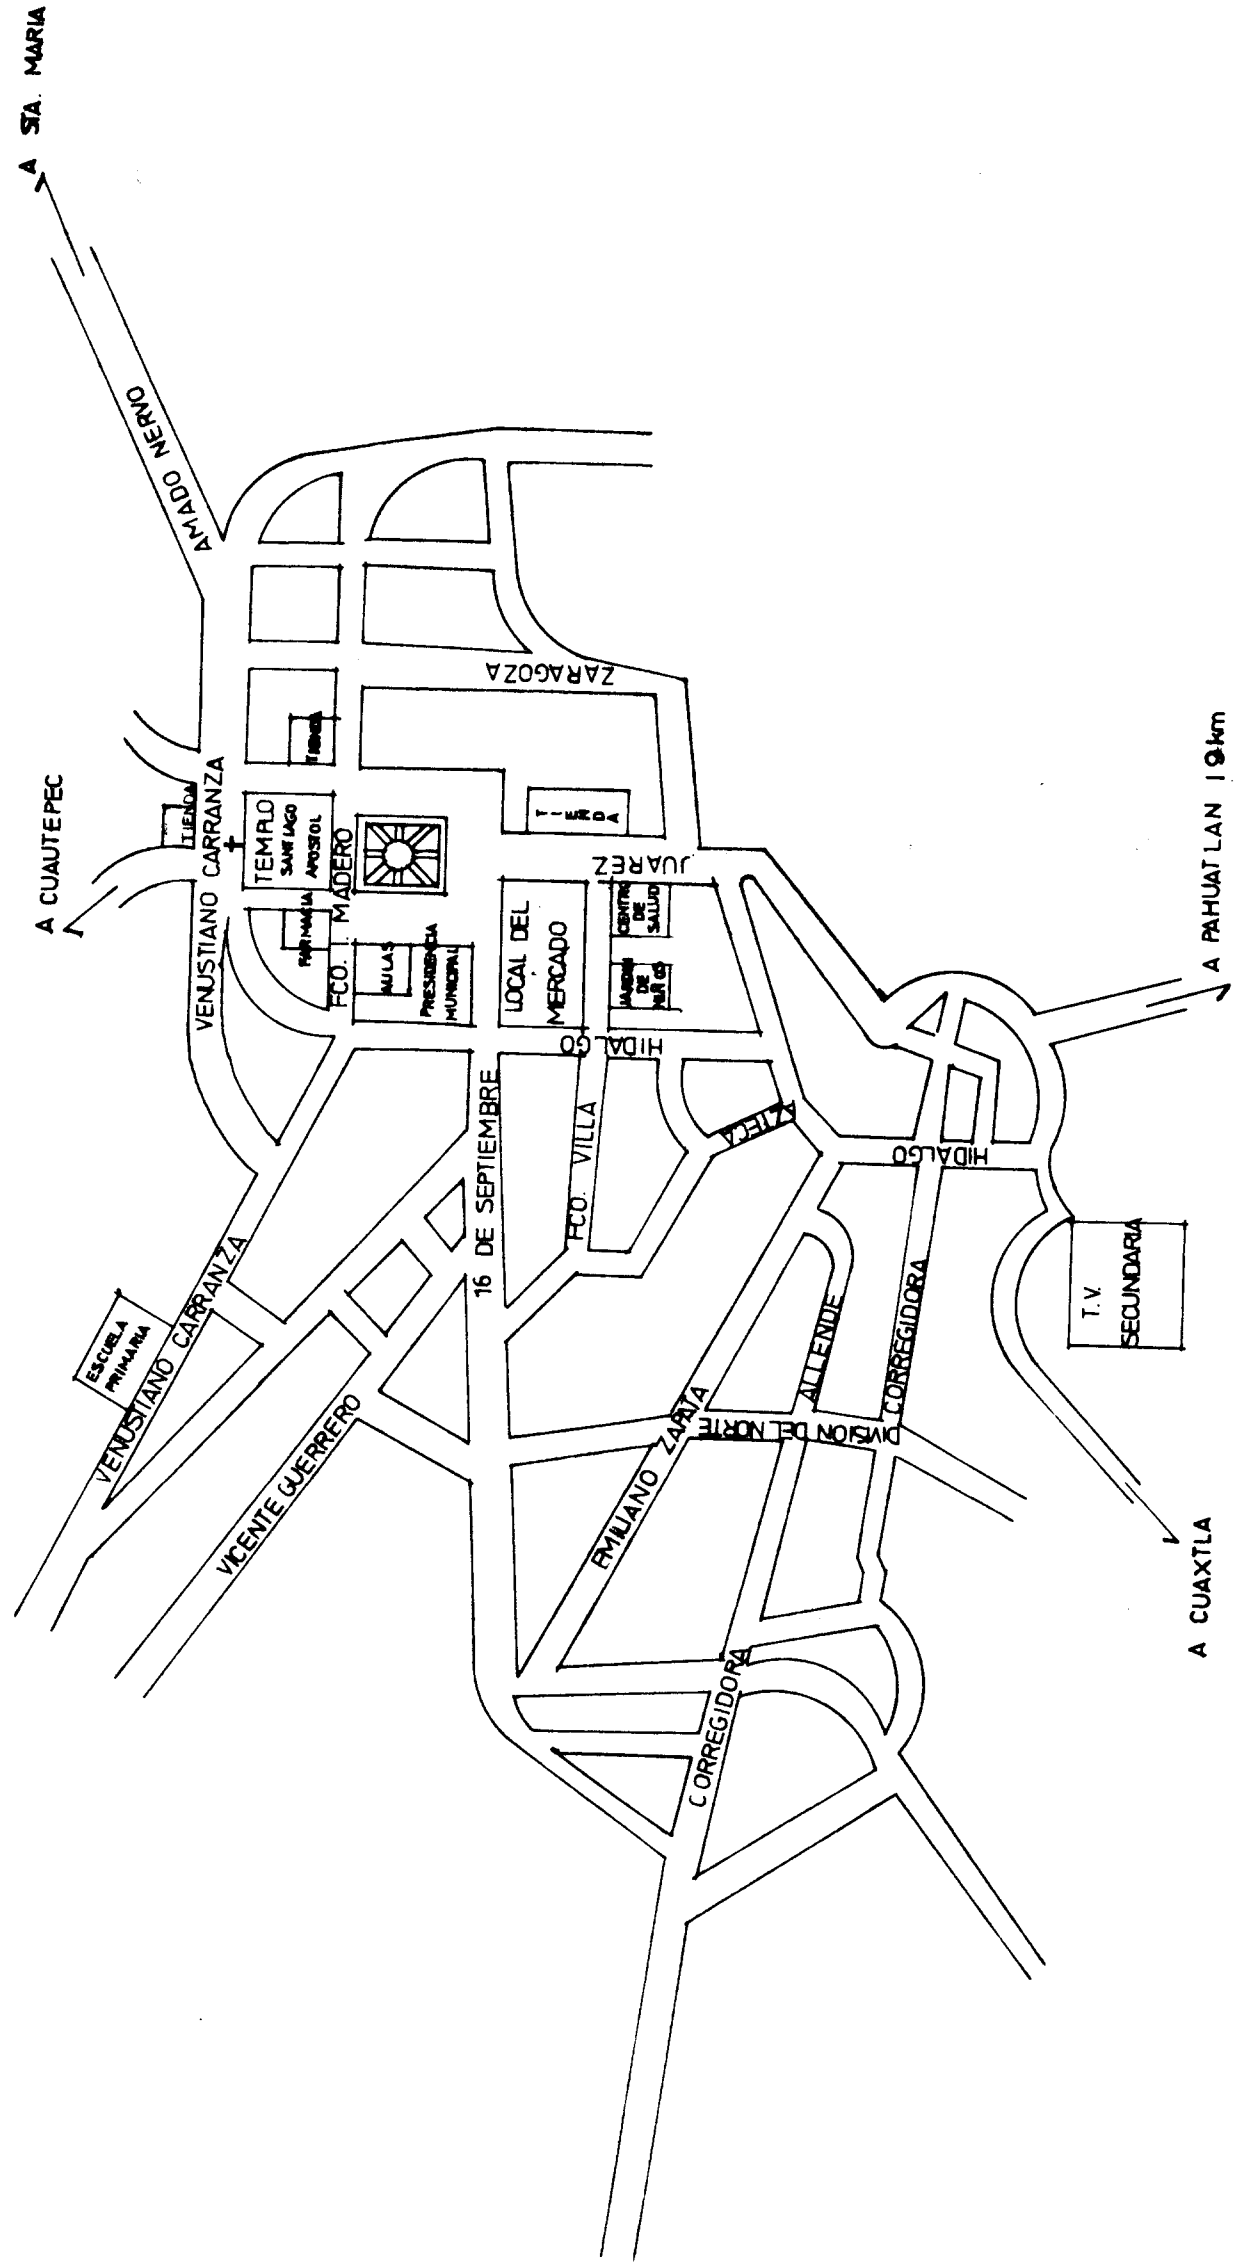 A STA. MARIA
AMADO NERVO
A CUAUTEPEC
TIENDA
VENUSTIANO CARRANZA
TEMPLO
SANTIAGO
APOSTOL
TIENDA
FARMACIA
FCO. I. MADERO
AULAS
PRESIDENCIA
MUNICIPAL
ZARAGOZA
TIENDA
JUAREZ
LOCAL DEL
MERCADO
CENTRO
DE
SALUD
JARDIN
DE
NIÑOS
HIDALGO
16 DE SEPTIEMBRE
FCO. VILLA
AZTECA
HIDALGO
A PAHUATLAN 19km
VENUSTIANO CARRANZA
ESCUELA
PRIMARIA
VICENTE GUERRERO
EMILIANO ZAPATA
ALLENDE
CORREGIDORA
DIVISION DEL NORTE
T.V.
SECUNDARIA
CORREGIDORA
A CUAXTLA